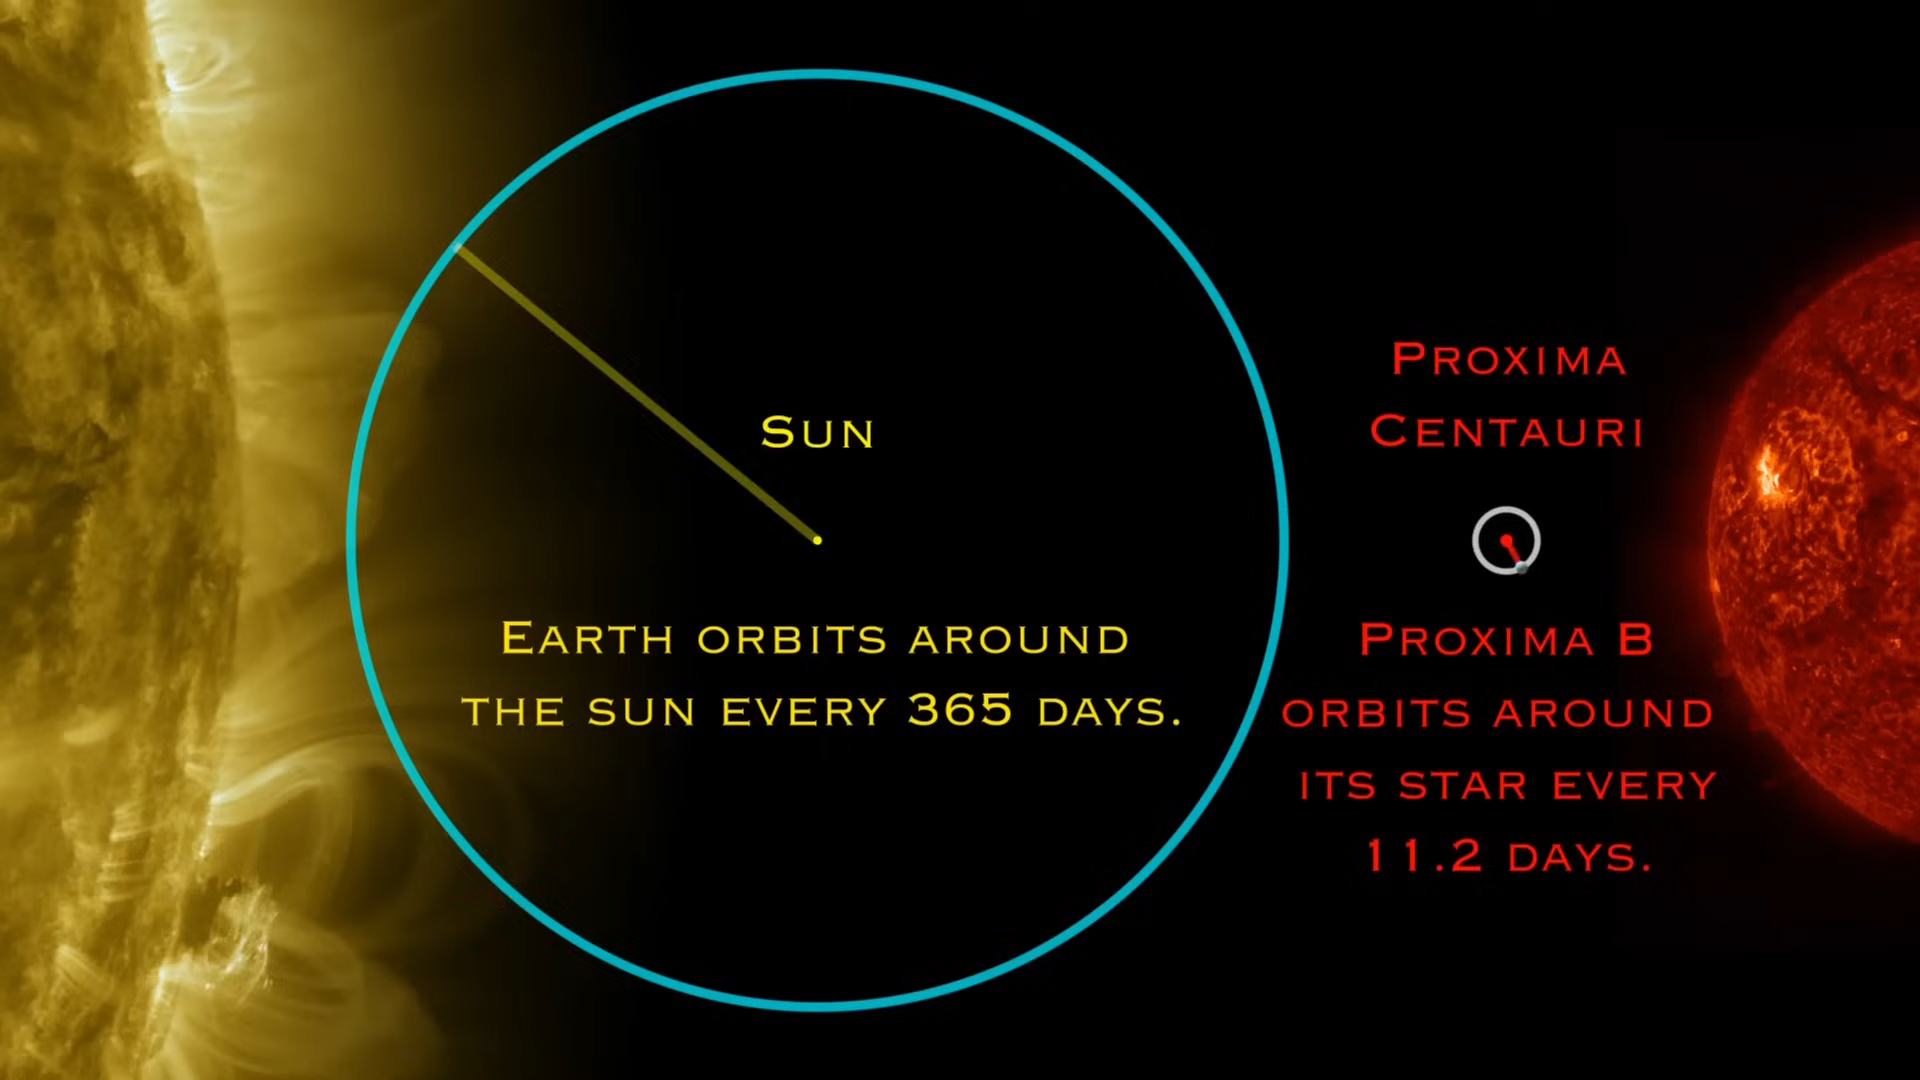 Sun
Earth orbits around
the sun every 365 days.
Proxima
Centauri
Proxima B
orbits around
its star every
11.2 days.